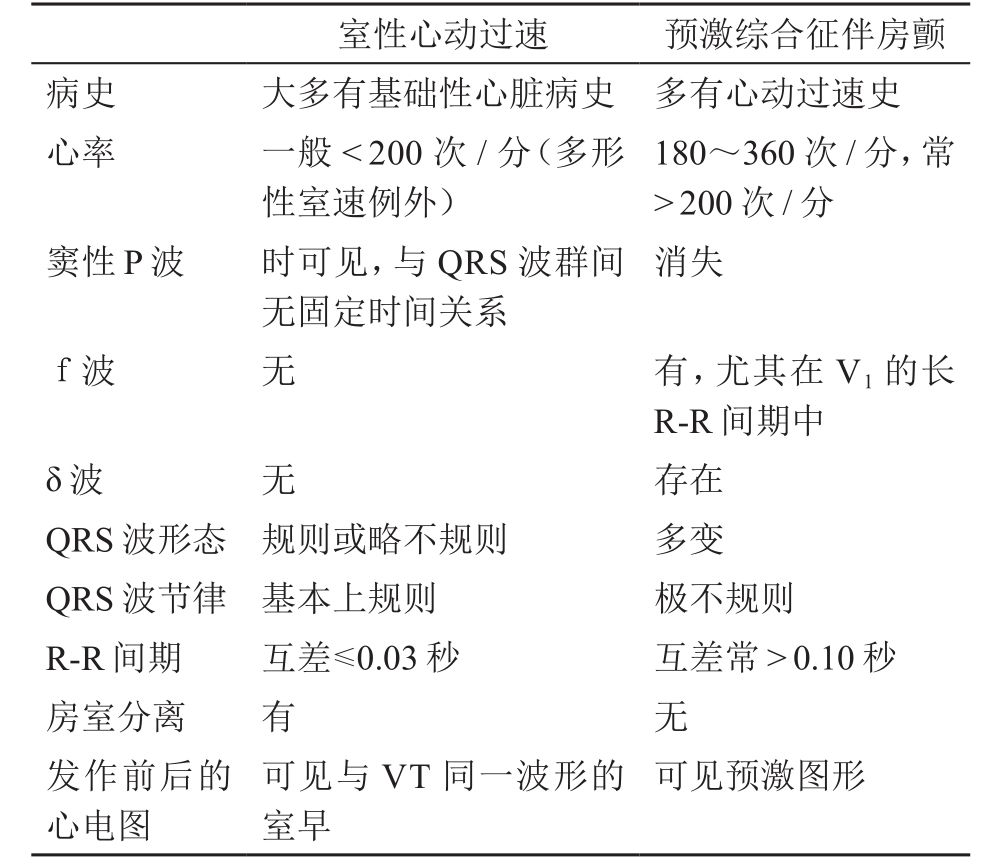 室性心动过速 预激综合征伴房颤
病史 大多有基础性心脏病史 多有心动过速史
心率 一般<200 次 / 分(多形 180～360 次 / 分,常
性室速例外) >200 次 / 分
窦性 P 波 时可见,与 QRS 波群间 消失
无固定时间关系
f 波 无 有,尤其在 V₁ 的长
R-R 间期中
δ 波 无 存在
QRS 波形态 规则或略不规则 多变
QRS 波节律 基本上规则 极不规则
R-R 间期 互差≤0.03 秒 互差常>0.10 秒
房室分离 有 无
发作前后的 可见与 VT 同一波形的 可见预激图形
心电图 室早